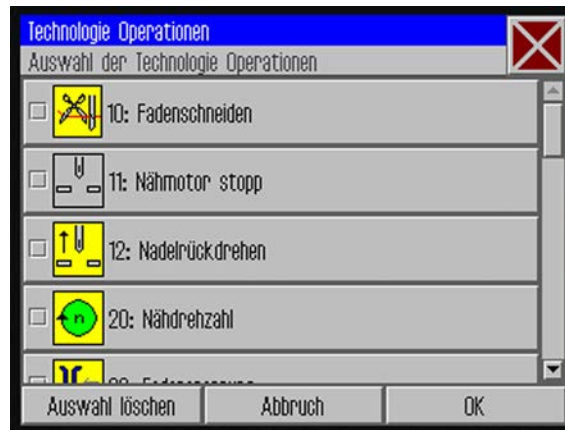 Technologie Operationen
Auswahl der Technologie Operationen
10: Fadenschneiden
11: Nähmotor stopp
12: Nadelrückdrehen
20: Nähdrehzahl
n
Auswahl löschen
Abbruch
OK